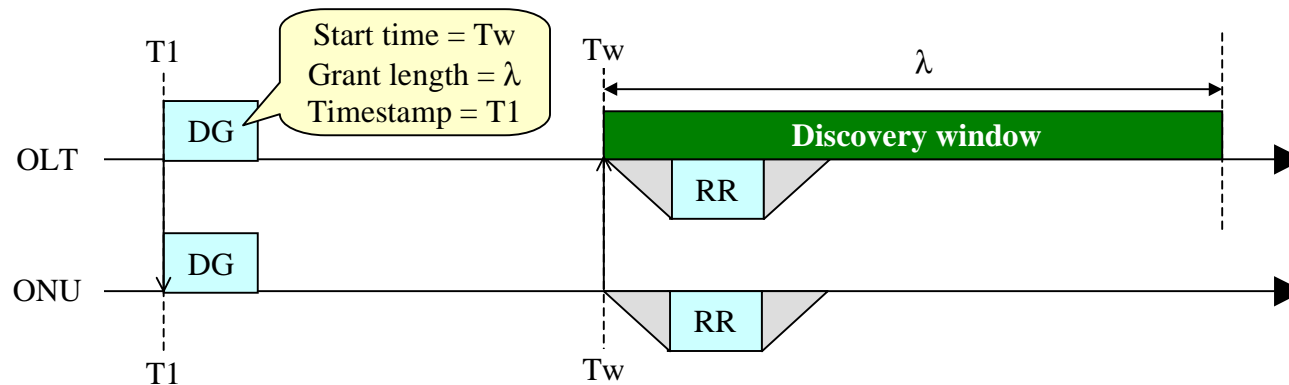 Start time = Tw
Grant length = λ
Timestamp = T1
T1
Tw
λ
DG
Discovery window
OLT
RR
DG
ONU
RR
T1
Tw